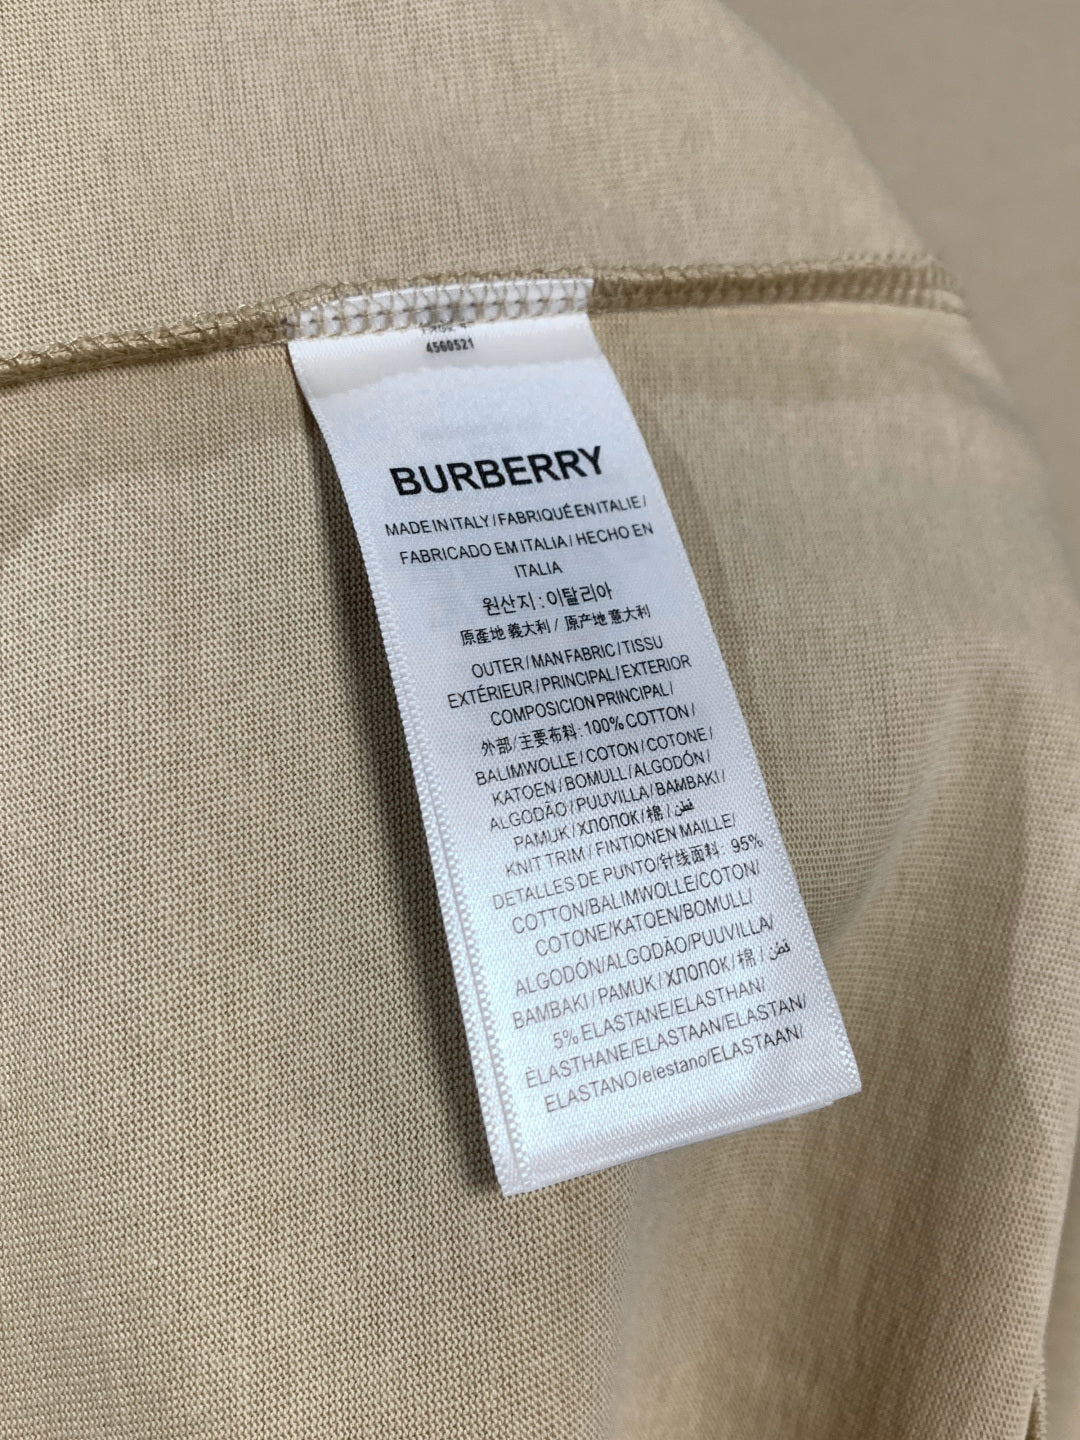 4560521
BURBERRY
MADE IN ITALY / FABRIQUÉ EN ITALIE /
FABRICADO EM ITALIA / HECHO EN
ITALIA
원산지 : 이탈리아
原產地 義大利 / 原产地 意大利
OUTER / MAN FABRIC / TISSU
EXTÉRIEUR / PRINCIPAL / EXTERIOR
COMPOSICION PRINCIPAL /
外部 / 主要布料 : 100% COTTON /
BALIMWOLLE / COTON / COTONE /
KATOEN / BOMULL / ALGODÓN /
ALGODÃO / PUUVILLA / BAMBAKI /
PAMUK / ХЛОПОК / 棉 / قطن
KNIT TRIM / FINTIONEN MAILLE /
DETALLES DE PUNTO/针线面料 : 95%
COTTON/BALIMWOLLE/COTON/
COTONE/KATOEN/BOMULL/
ALGODÓN/ALGODÃO/PUUVILLA/
BAMBAKI / PAMUK / ХЛОПОК / 棉 / قطن
5% ELASTANE/ELASTHAN/
ÈLASTHANE/ELASTAAN/ELASTAN/
ELASTANO/elestano/ELASTAAN/